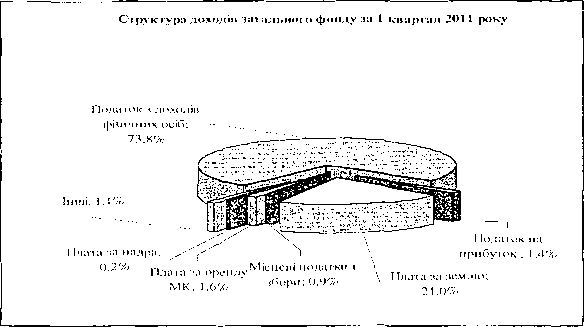 Структура доходів загального фонду за 1 квартал 2011 року
Податок з доходів
фізичних осіб;
73,8%
Інші; 1,1%
Плата за надра;
0,2%
Плата за оренду
МК; 1,6%
Місцеві податки і
збори; 0,9%
Плата за землю;
21,0%
Податок на
прибуток ; 1,4%